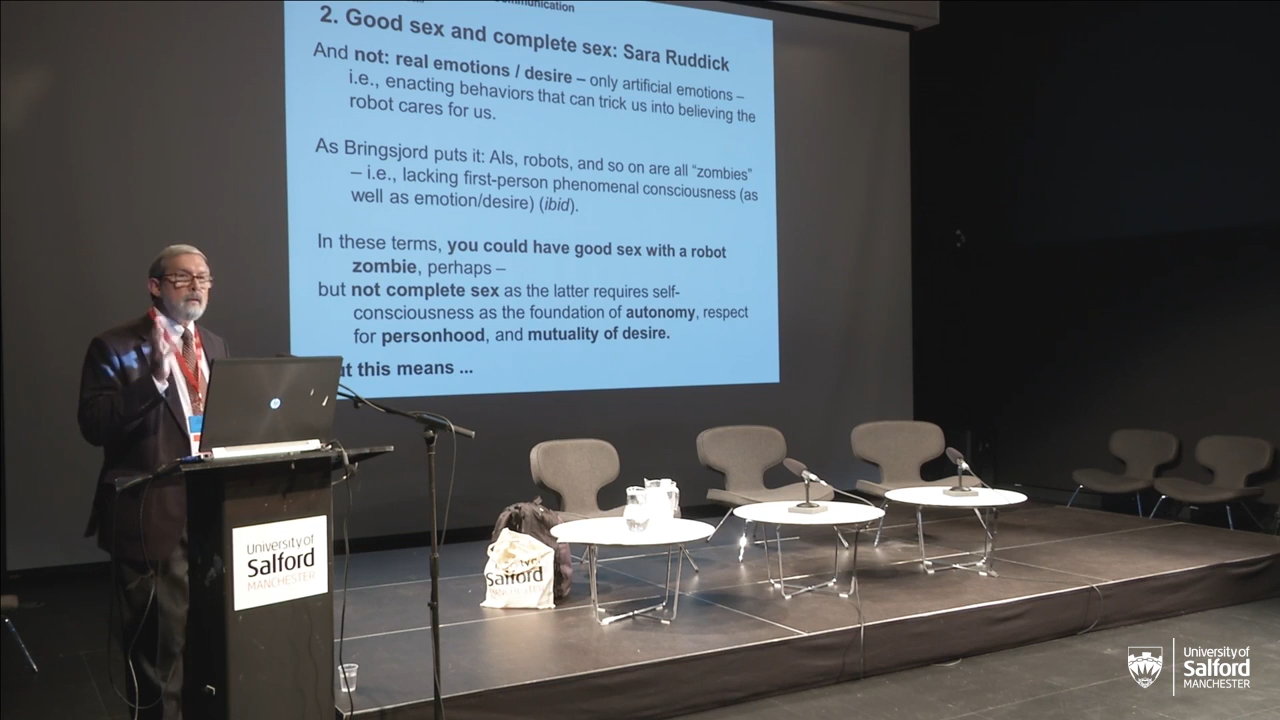 2. Good sex and complete sex: Sara Ruddick
And not: real emotions / desire – only artificial emotions –
i.e., enacting behaviors that can trick us into believing the
robot cares for us.
As Bringsjord puts it: AIs, robots, and so on are all “zombies”
– i.e., lacking first-person phenomenal consciousness (as
well as emotion/desire) (ibid).
In these terms, you could have good sex with a robot
zombie, perhaps –
but not complete sex as the latter requires self-
consciousness as the foundation of autonomy, respect
for personhood, and mutuality of desire.
this means ...
University of
Salford
MANCHESTER
Salford
MANCHESTER
University of
Salford
MANCHESTER